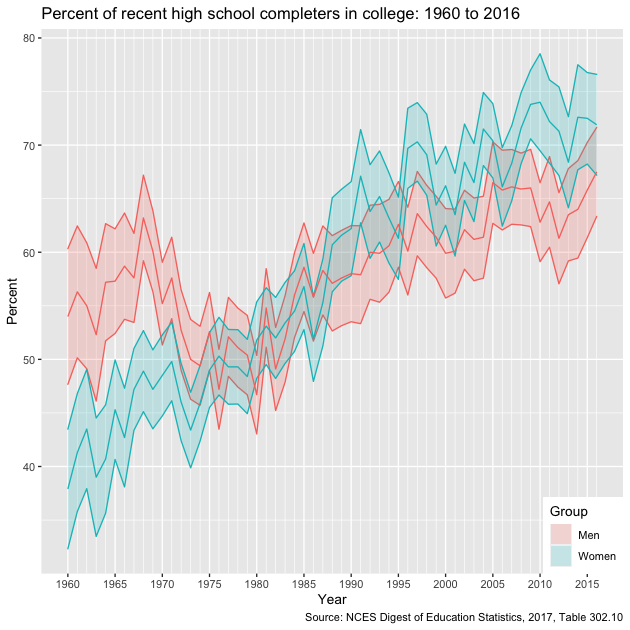 Percent of recent high school completers in college: 1960 to 2016
80
70
60
50
40
Percent
1960 1965 1970 1975 1980 1985 1990 1995 2000 2005 2010 2015
Year
Group
Men
Women
Source: NCES Digest of Education Statistics, 2017, Table 302.10